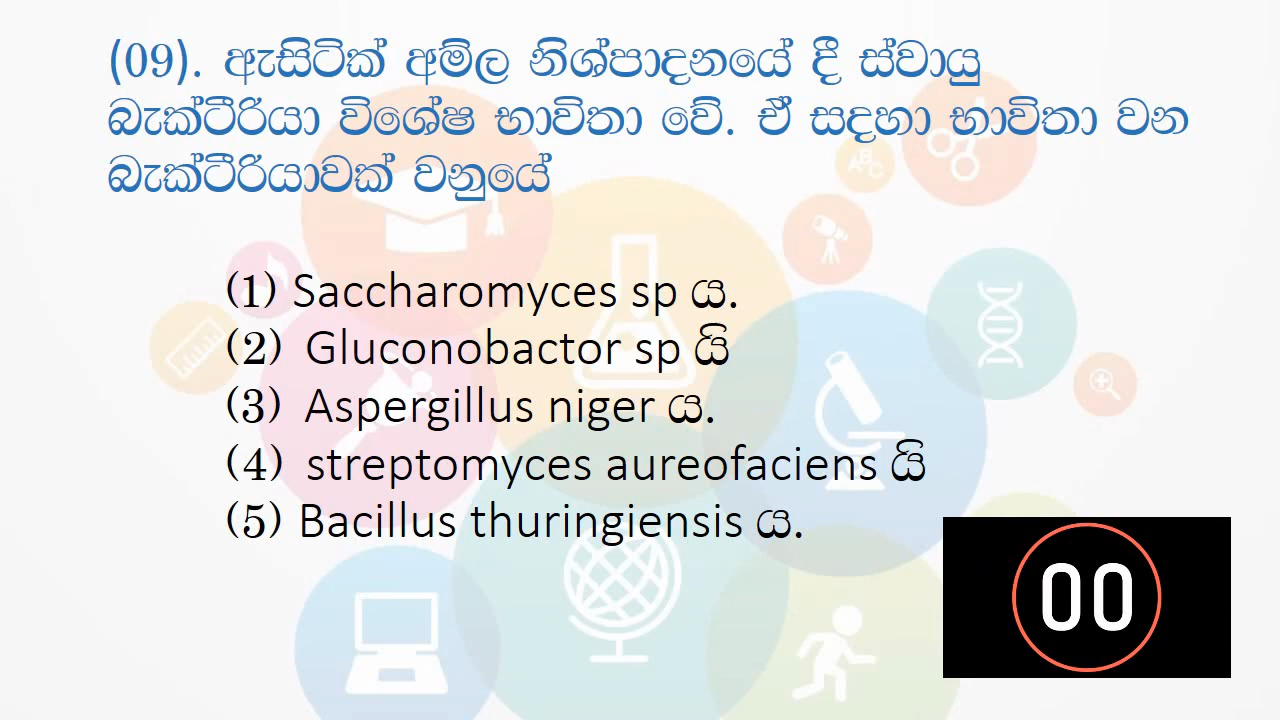 (09). ඇසිටික් අම්ල නිශ්පාදනයේ දී ස්වායු
බැක්ටීරියා විශේෂ භාවිතා වේ. ඒ සදහා භාවිතා වන
බැක්ටීරියාවක් වනුයේ
(1) Saccharomyces sp ය.
(2) Gluconobactor sp යි
(3) Aspergillus niger ය.
(4) streptomyces aureofaciens යි
(5) Bacillus thuringiensis ය.
A B C
00